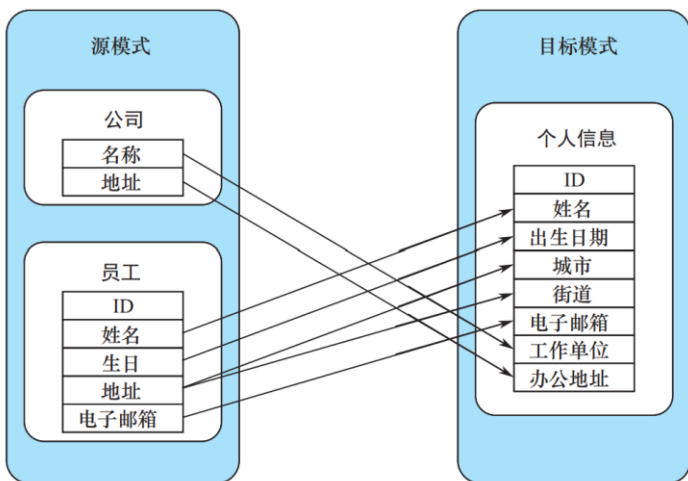 源模式
公司
名称
地址
员工
ID
姓名
生日
地址
电子邮箱
目标模式
个人信息
ID
姓名
出生日期
城市
街道
电子邮箱
工作单位
办公地址